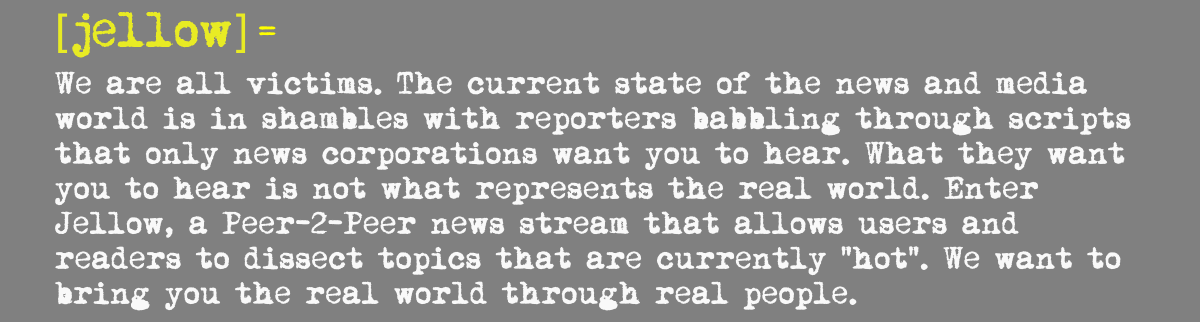 [jellow]=
We are all victims. The current state of the news and media
world is in shambles with reporters babbling through scripts
that only news corporations want you to hear. What they want
you to hear is not what represents the real world. Enter
Jellow, a Peer-2-Peer news stream that allows users and
readers to dissect topics that are currently "hot". We want to
bring you the real world through real people.